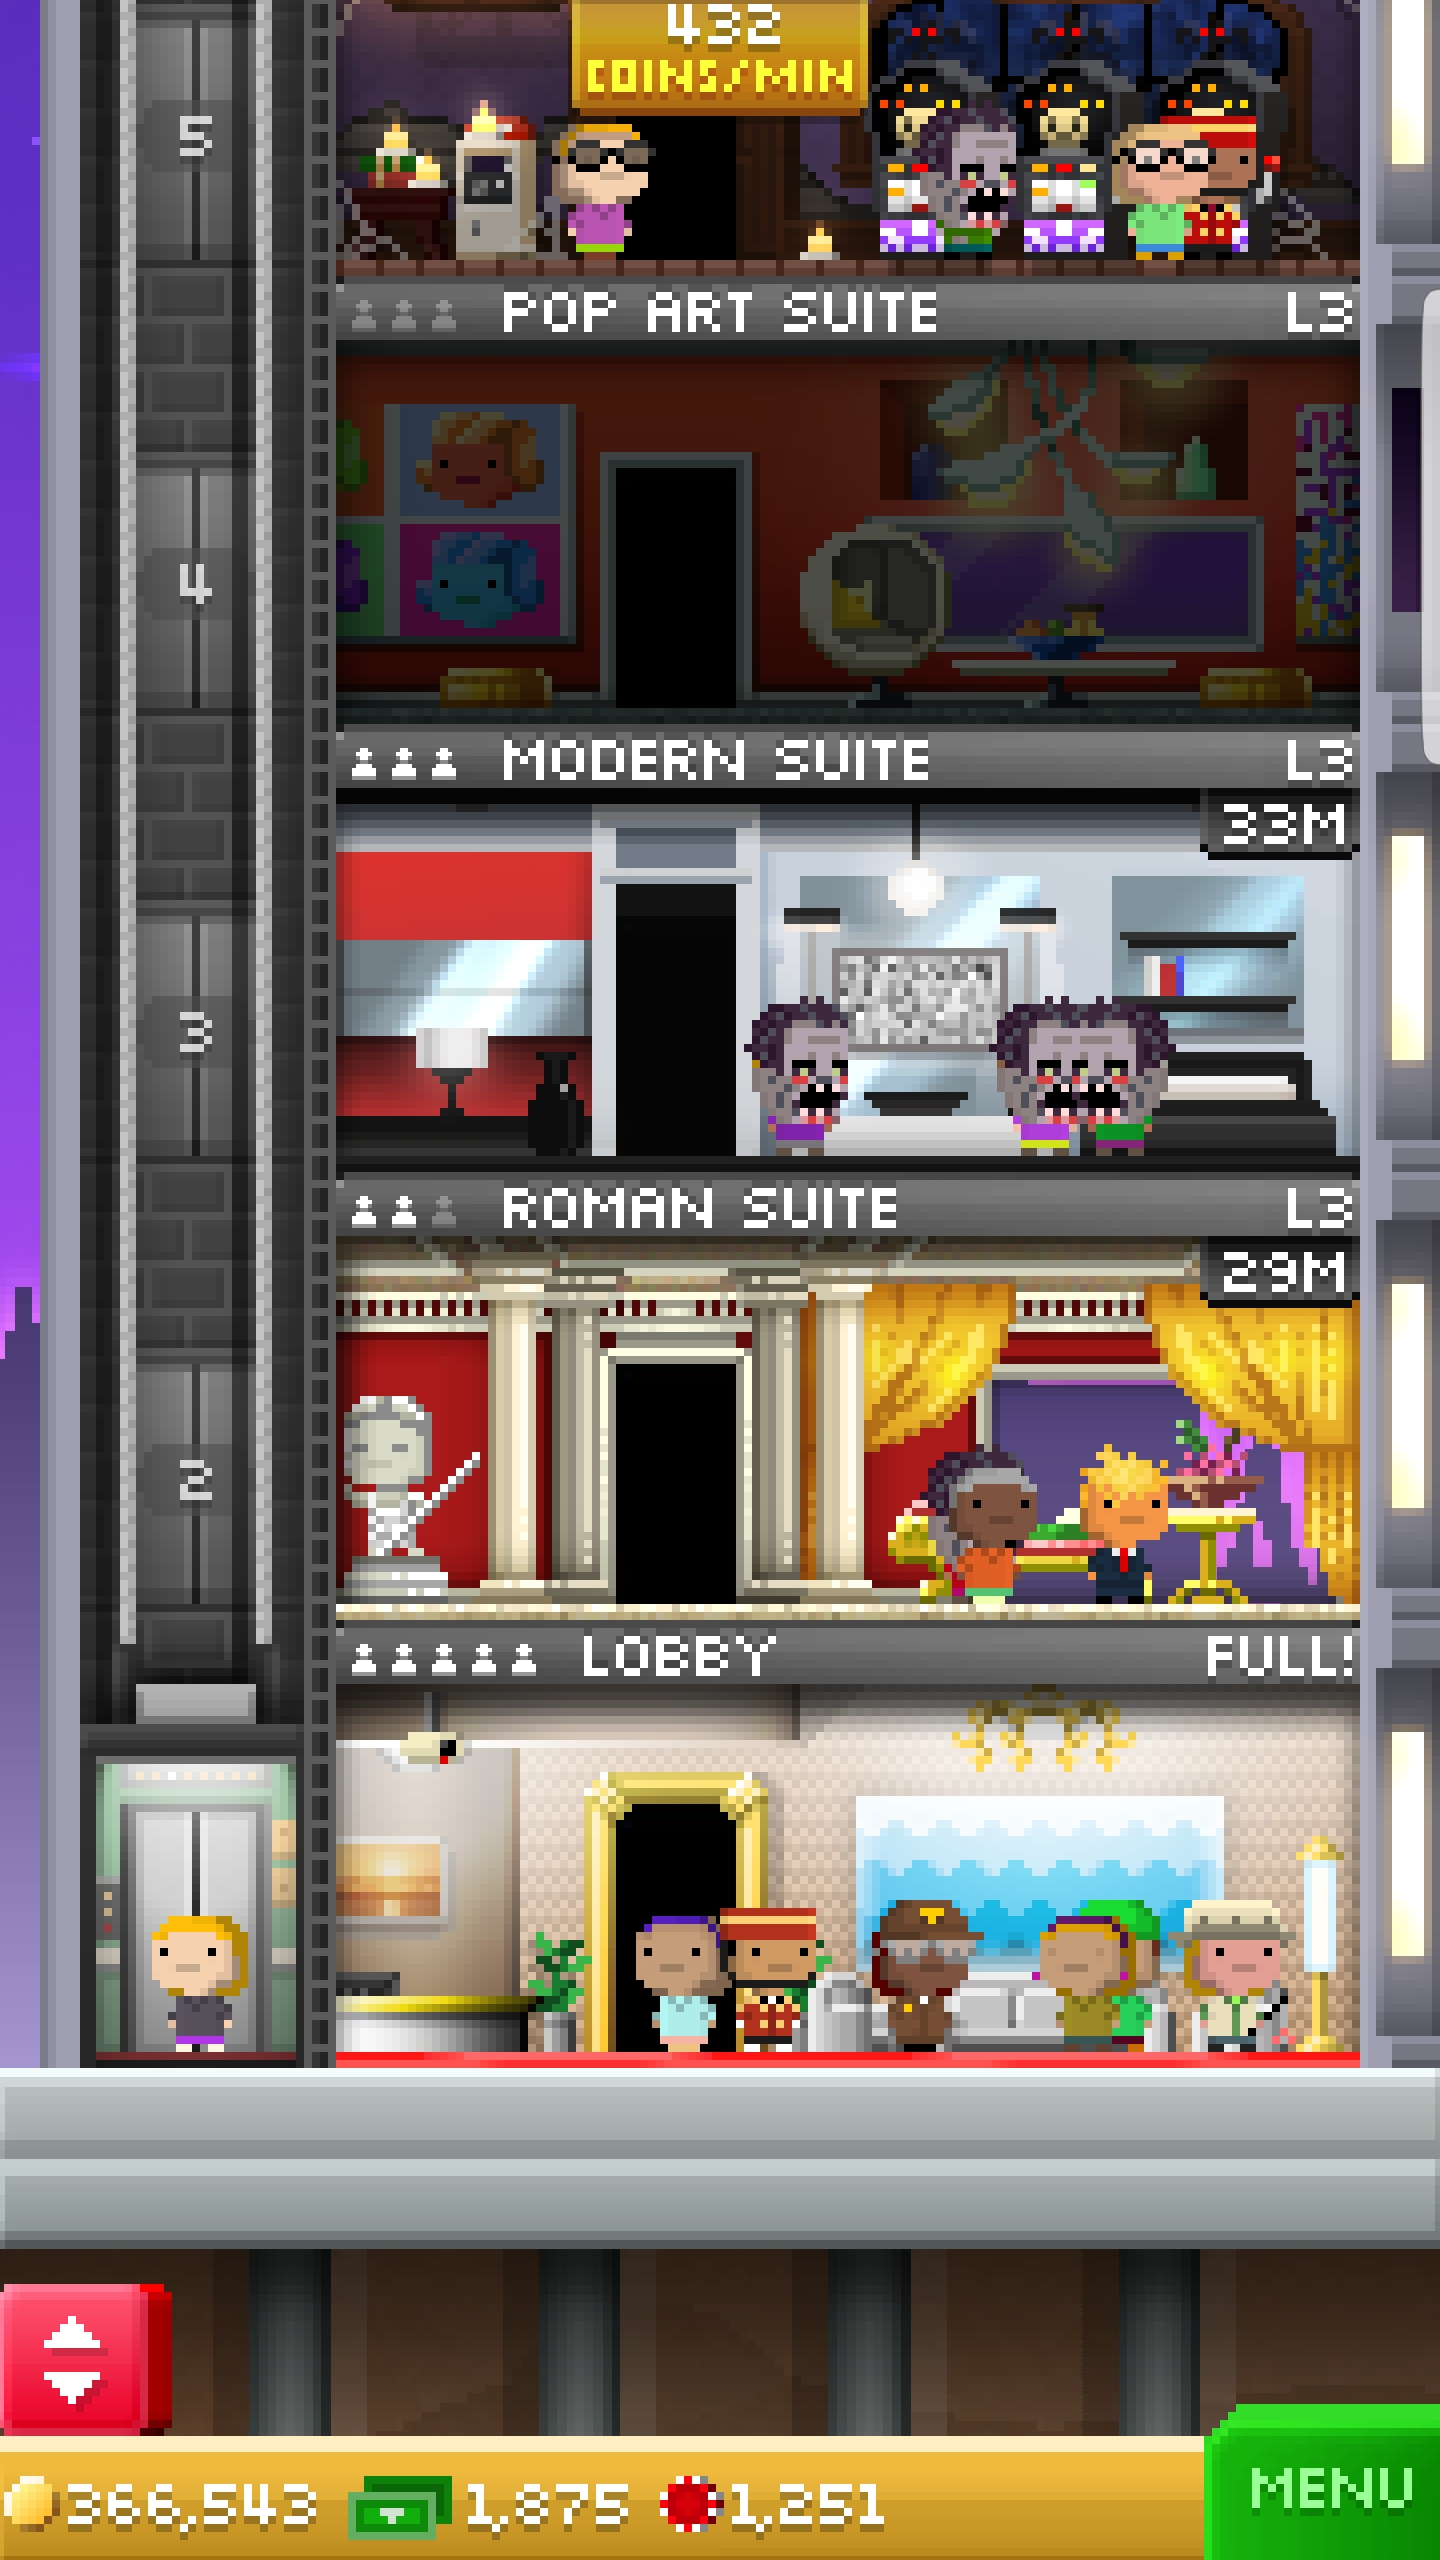 432
COINS/MIN
5
POP ART SUITE L3
4
MODERN SUITE L3
33M
3
ROMAN SUITE L3
29M
2
LOBBY FULL!
366,543 1,875 1,251
MENU